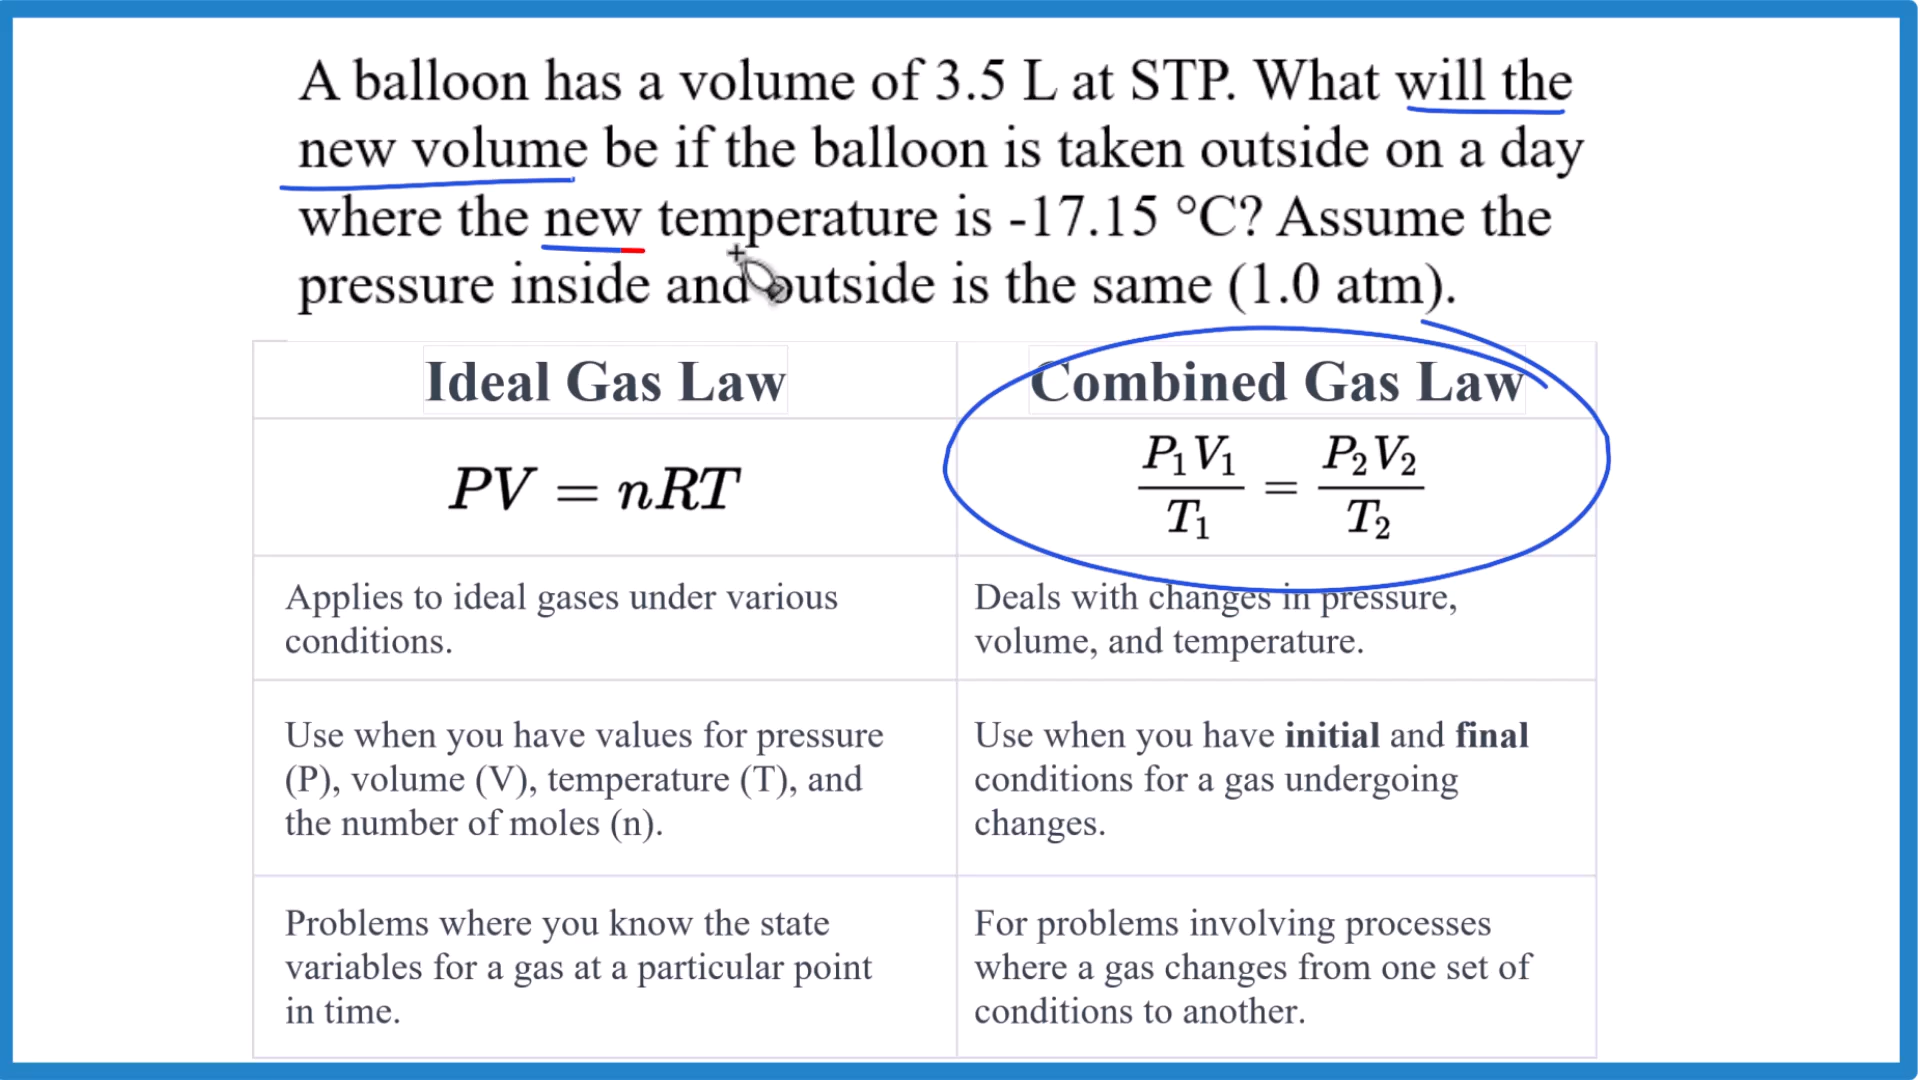 A balloon has a volume of 3.5 L at STP. What will the
new volume be if the balloon is taken outside on a day
where the new temperature is -17.15 °C? Assume the
pressure inside and outside is the same (1.0 atm).
Ideal Gas Law
PV = nRT
Combined Gas Law
P₁V₁/T₁ = P₂V₂/T₂
Applies to ideal gases under various
conditions.
Deals with changes in pressure,
volume, and temperature.
Use when you have values for pressure
(P), volume (V), temperature (T), and
the number of moles (n).
Use when you have initial and final
conditions for a gas undergoing
changes.
Problems where you know the state
variables for a gas at a particular point
in time.
For problems involving processes
where a gas changes from one set of
conditions to another.